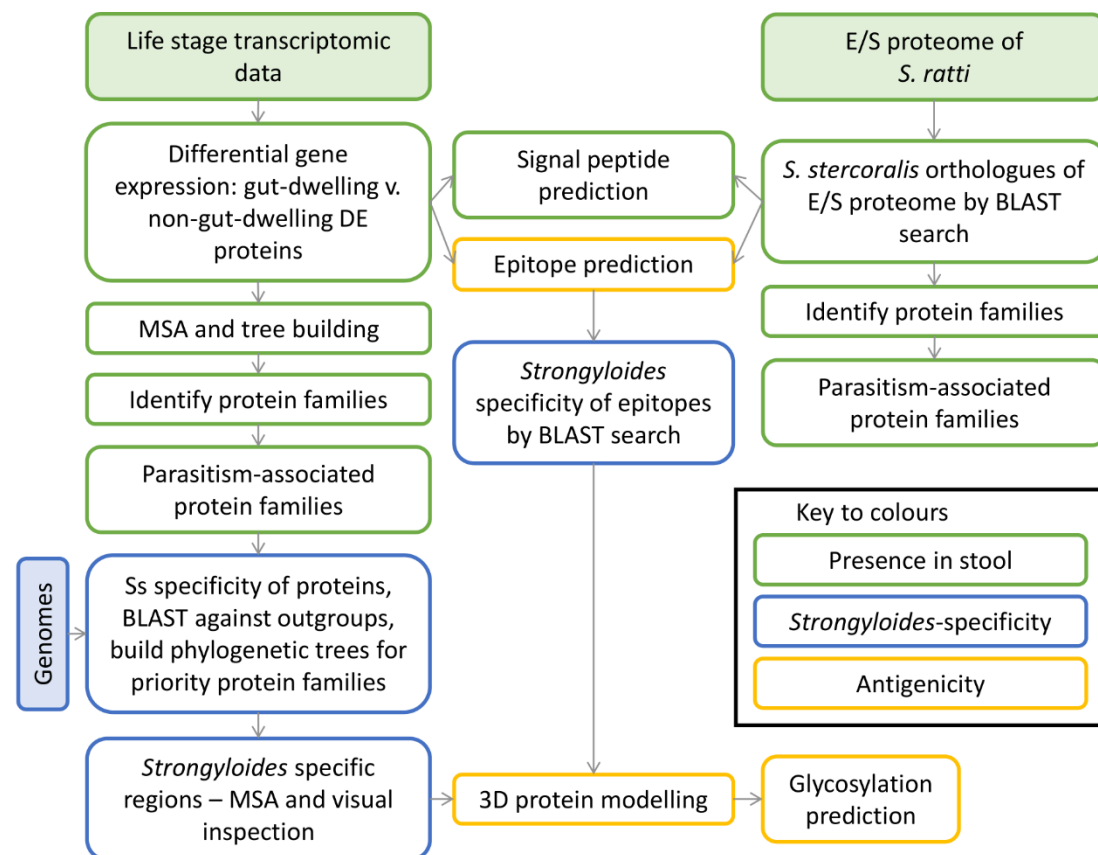 Life stage transcriptomic
data
Differential gene
expression: gut-dwelling v.
non-gut-dwelling DE
proteins
MSA and tree building
Identify protein families
Parasitism-associated
protein families
Genomes
Ss specificity of proteins,
BLAST against outgroups,
build phylogenetic trees for
priority protein families
Strongyloides specific
regions – MSA and visual
inspection
Signal peptide
prediction
Epitope prediction
Strongyloides
specificity of epitopes
by BLAST search
3D protein modelling
Glycosylation
prediction
E/S proteome of
S. ratti
S. stercoralis orthologues of
E/S proteome by BLAST
search
Identify protein families
Parasitism-associated
protein families
Key to colours
Presence in stool
Strongyloides-specificity
Antigenicity